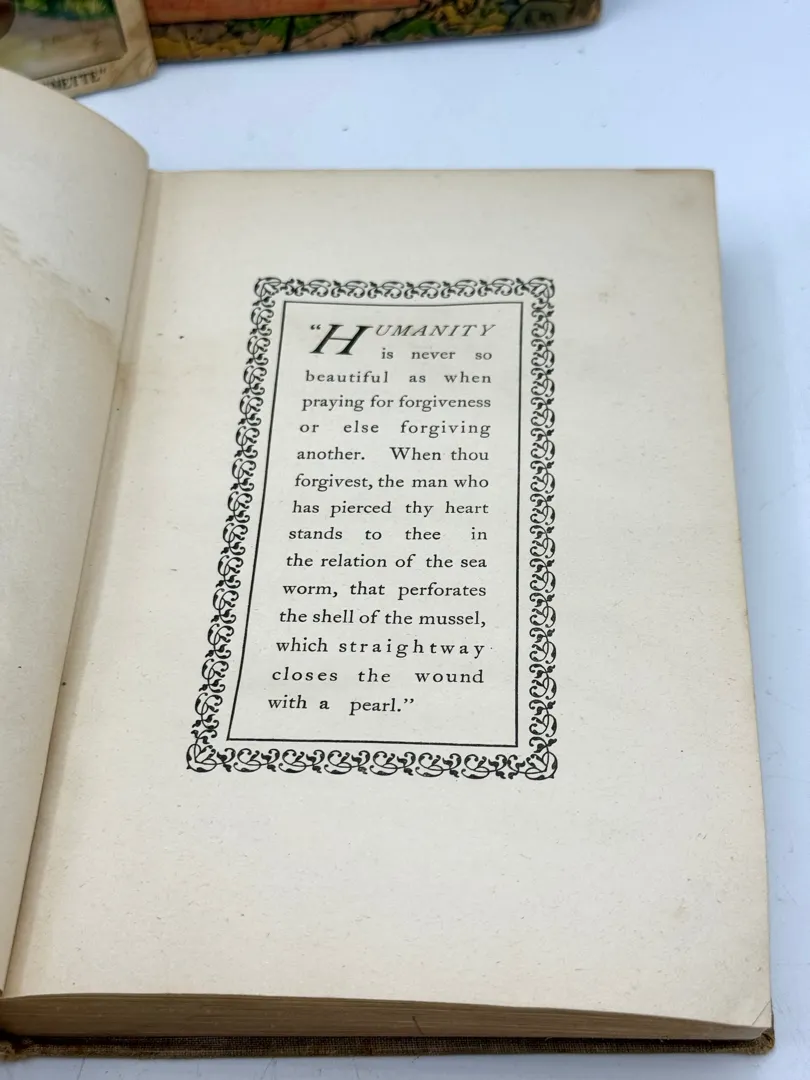 "HUMANITY
is never so
beautiful as when
praying for forgiveness
or else forgiving
another. When thou
forgivest, the man who
has pierced thy heart
stands to thee in
the relation of the sea
worm, that perforates
the shell of the mussel,
which straightway
closes the wound
with a pearl."